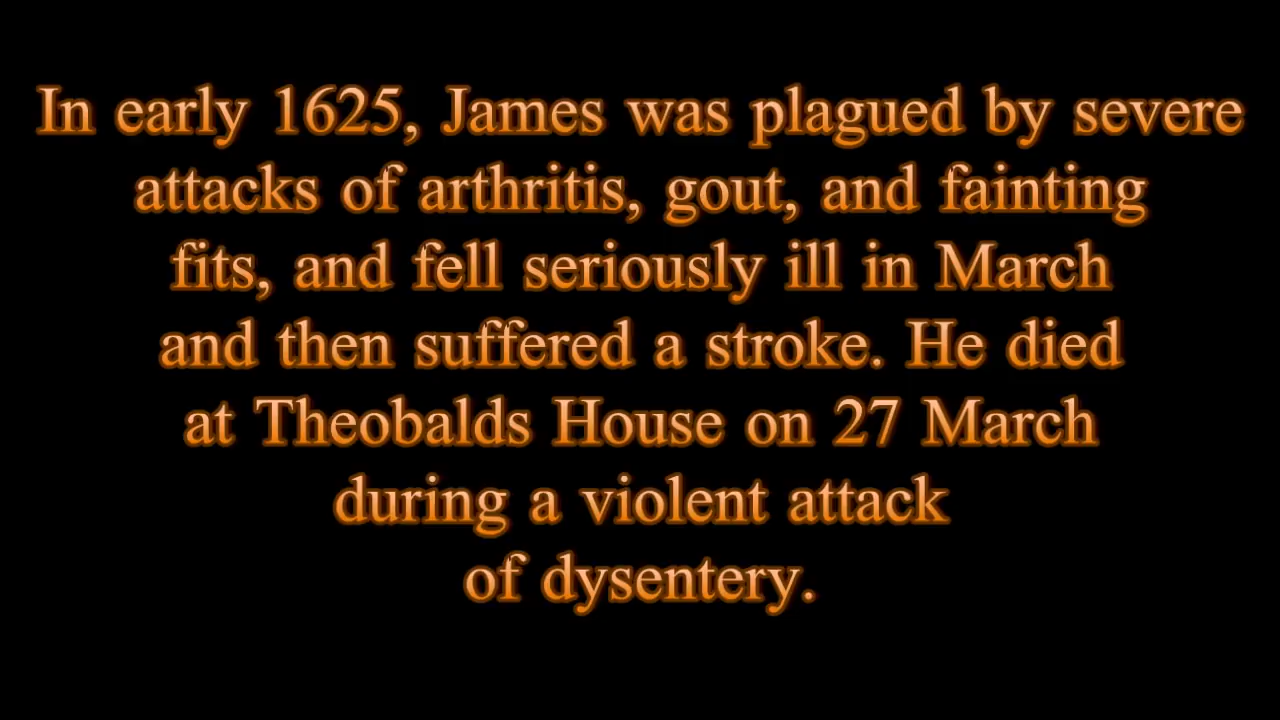 In early 1625, James was plagued by severe
attacks of arthritis, gout, and fainting
fits, and fell seriously ill in March
and then suffered a stroke. He died
at Theobalds House on 27 March
during a violent attack
of dysentery.